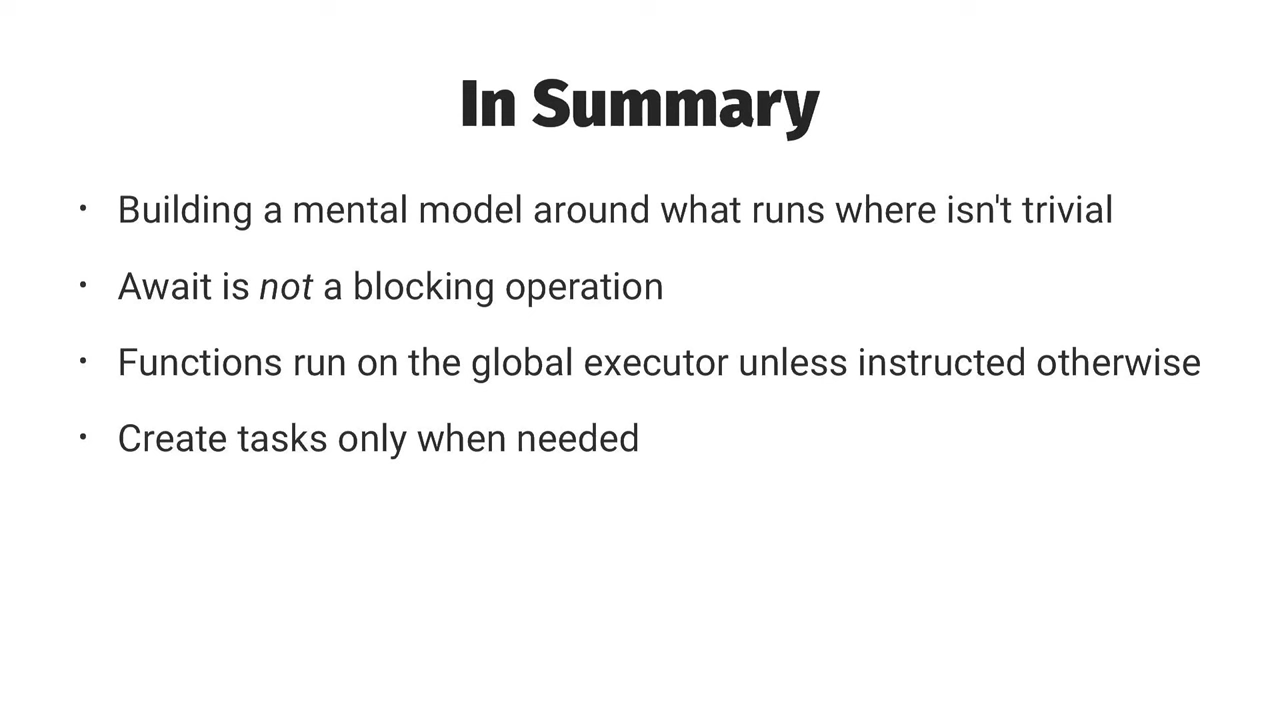 In Summary
• Building a mental model around what runs where isn't trivial
• Await is not a blocking operation
• Functions run on the global executor unless instructed otherwise
• Create tasks only when needed